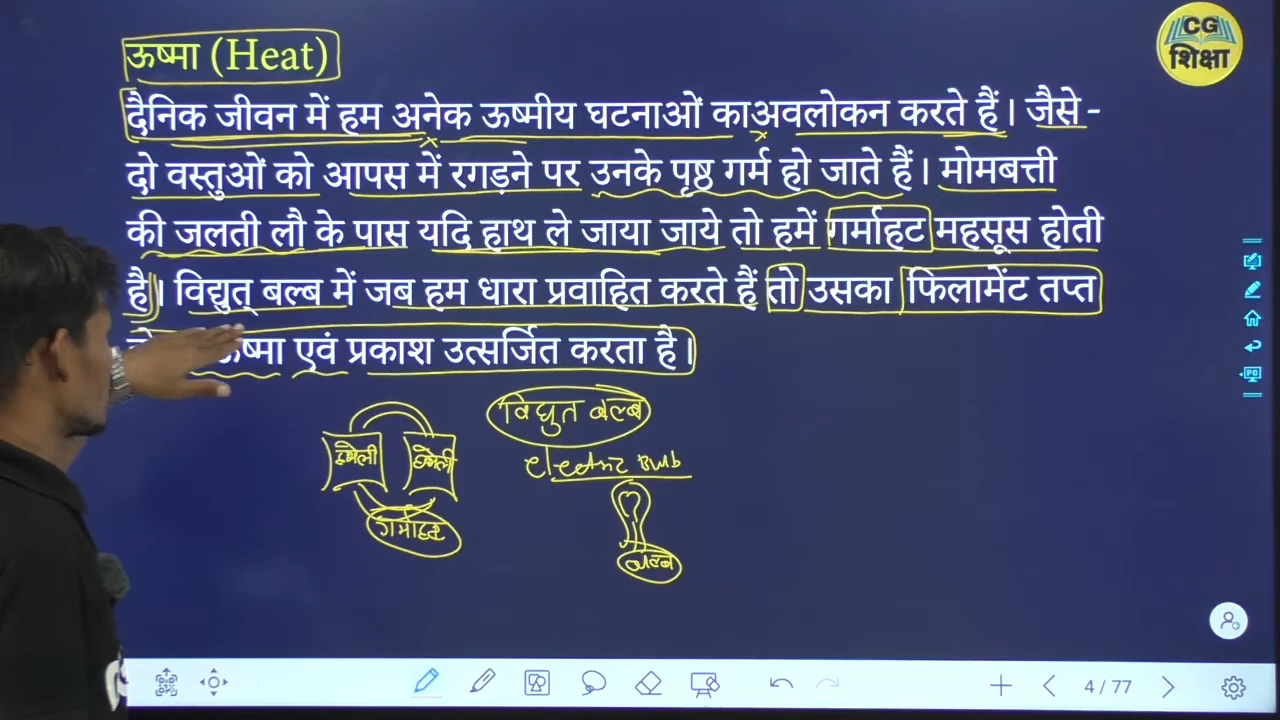 CG
शिक्षा
ऊष्मा (Heat)
दैनिक जीवन में हम अनेक ऊष्मीय घटनाओं काअवलोकन करते हैं। जैसे -
दो वस्तुओं को आपस में रगड़ने पर उनके पृष्ठ गर्म हो जाते हैं। मोमबत्ती
की जलती लौ के पास यदि हाथ ले जाया जाये तो हमें गर्माहट महसूस होती
है। विद्युत् बल्ब में जब हम धारा प्रवाहित करते हैं तो उसका फिलामेंट तप्त
ऊष्मा एवं प्रकाश उत्सर्जित करता है।
विद्युत बल्ब
हथेली हथेली
electric Bulb
गर्माहट
बल्ब
4 / 77